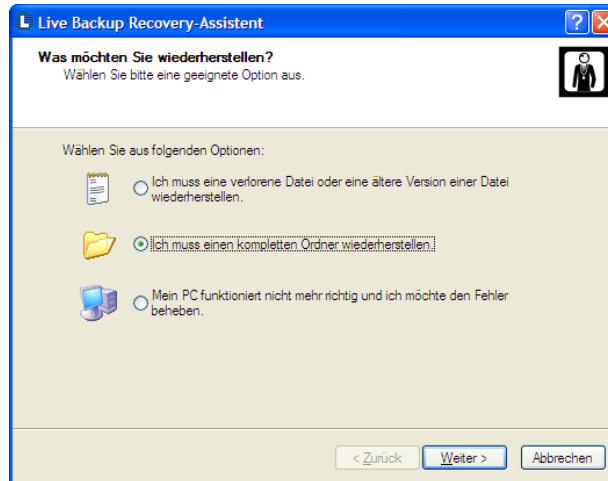 Live Backup Recovery-Assistent
Was möchten Sie wiederherstellen?
Wählen Sie bitte eine geeignete Option aus.
Wählen Sie aus folgenden Optionen:
Ich muss eine verlorene Datei oder eine ältere Version einer Datei
wiederherstellen.
Ich muss einen kompletten Ordner wiederherstellen.
Mein PC funktioniert nicht mehr richtig und ich möchte den Fehler
beheben.
< Zurück Weiter > Abbrechen